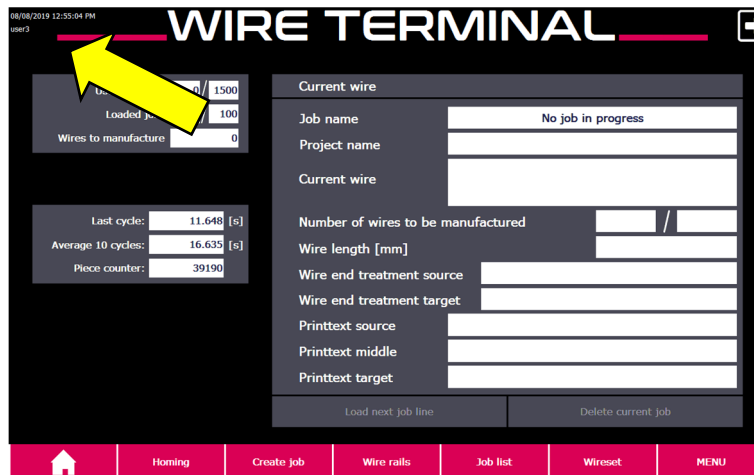 08/08/2019 12:55:04 PM
user3
WIRE TERMINAL
0 / 1500
Loaded / 100
Wires to manufacture 0
Last cycle: 11.648 [s]
Average 10 cycles: 16.635 [s]
Piece counter: 39190
Current wire
Job name No job in progress
Project name
Current wire
Number of wires to be manufactured /
Wire length [mm]
Wire end treatment source
Wire end treatment target
Printtext source
Printtext middle
Printtext target
Load next job line Delete current job
Homing Create job Wire rails Job list Wireset MENU